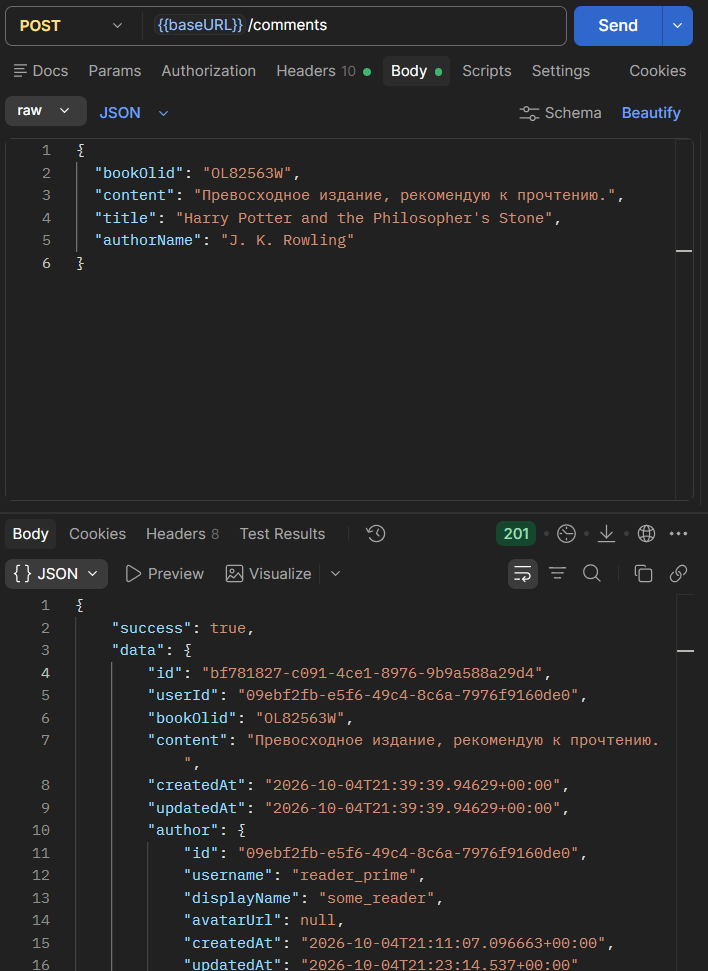 POST {{baseURL}} /comments Send
Docs Params Authorization Headers 10 Body Scripts Settings Cookies
raw JSON Schema Beautify
1 {
2 "bookOlid": "OL82563W",
3 "content": "Превосходное издание, рекомендую к прочтению.",
4 "title": "Harry Potter and the Philosopher's Stone",
5 "authorName": "J. K. Rowling"
6 }
Body Cookies Headers 8 Test Results 201
{} JSON Preview Visualize
1 {
2 "success": true,
3 "data": {
4 "id": "bf781827-c091-4ce1-8976-9b9a588a29d4",
5 "userId": "09ebf2fb-e5f6-49c4-8c6a-7976f9160de0",
6 "bookOlid": "OL82563W",
7 "content": "Превосходное издание, рекомендую к прочтению.
",
8 "createdAt": "2026-10-04T21:39:39.94629+00:00",
9 "updatedAt": "2026-10-04T21:39:39.94629+00:00",
10 "author": {
11 "id": "09ebf2fb-e5f6-49c4-8c6a-7976f9160de0",
12 "username": "reader_prime",
13 "displayName": "some_reader",
14 "avatarUrl": null,
15 "createdAt": "2026-10-04T21:11:07.096663+00:00",
16 "updatedAt": "2026-10-04T21:23:14.537+00:00"